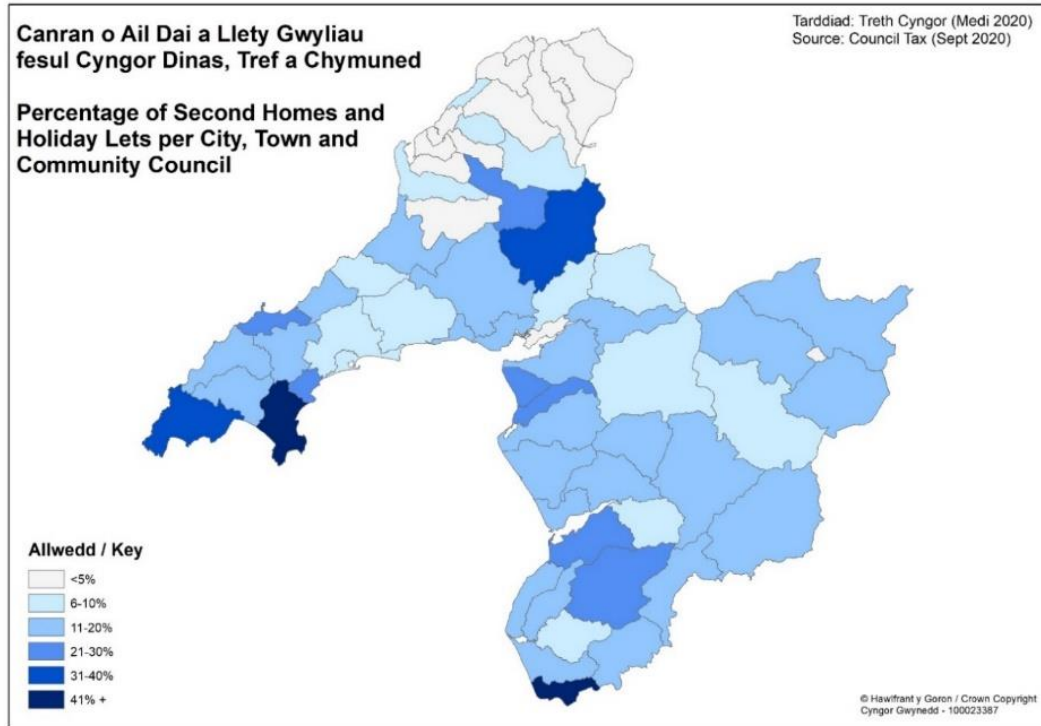 Canran o Ail Dai a Llety Gwyliau
fesul Cyngor Dinas, Tref a Chymuned
Percentage of Second Homes and
Holiday Lets per City, Town and
Community Council
Tarddiad: Treth Cyngor (Medi 2020)
Source: Council Tax (Sept 2020)
Allwedd / Key
<5%
6-10%
11-20%
21-30%
31-40%
41% +
© Hawlfraint y Goron / Crown Copyright
Cyngor Gwynedd - 100023387